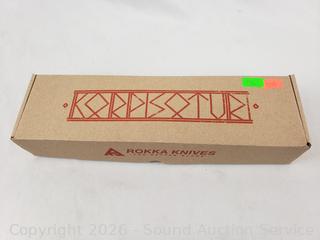 KORPISOTURI
ROKKA KNIVES
Copyright © 2026 - Sound Auction Service